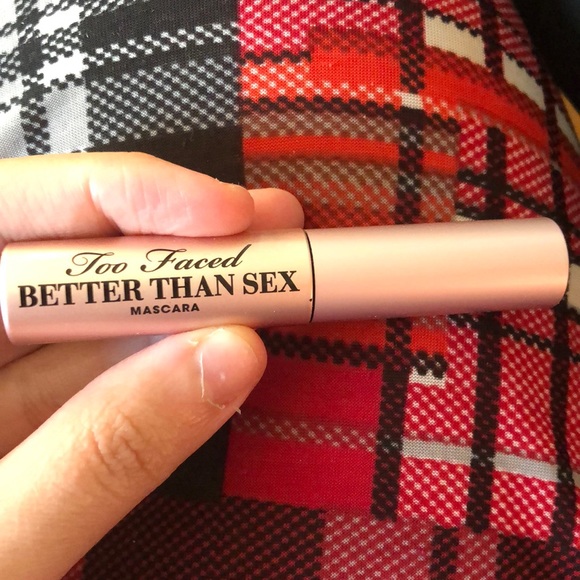 Too Faced
BETTER THAN SEX
MASCARA